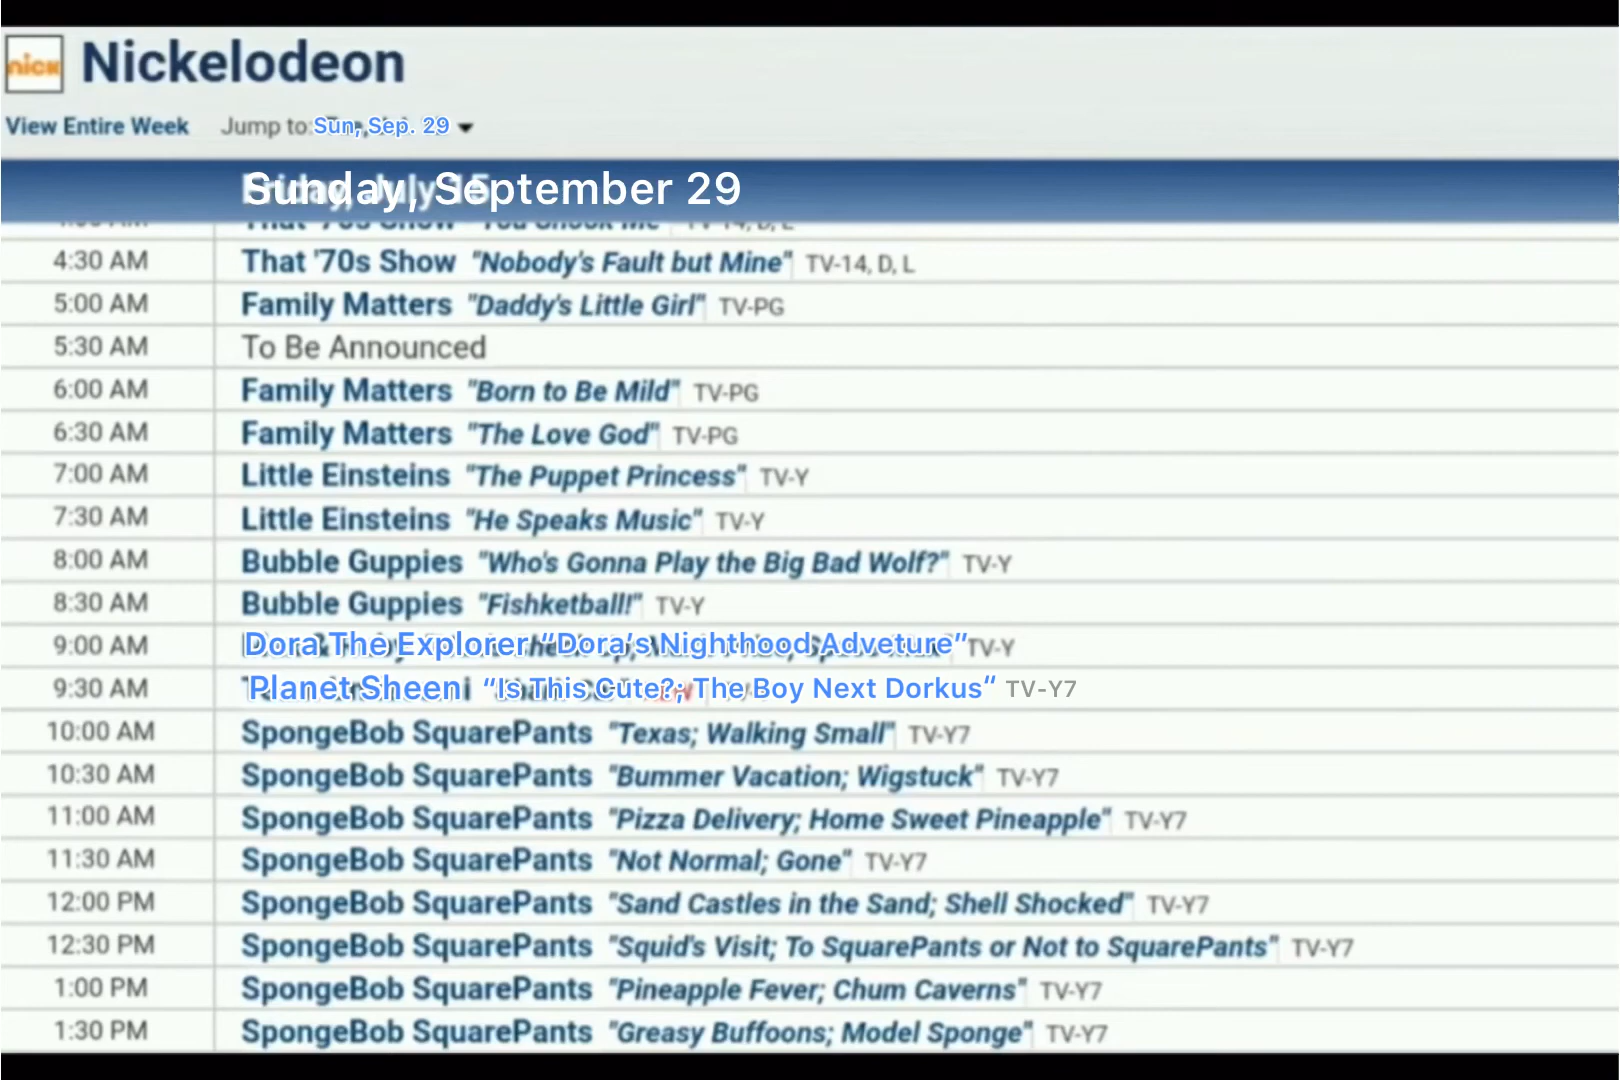 nick Nickelodeon
View Entire Week Jump to: Sun, Sep. 29
Sunday, September 29
That '70s Show "You Shook Me" TV-14, D, L
4:30 AM That '70s Show "Nobody's Fault but Mine" TV-14, D, L
5:00 AM Family Matters "Daddy's Little Girl" TV-PG
5:30 AM To Be Announced
6:00 AM Family Matters "Born to Be Mild" TV-PG
6:30 AM Family Matters "The Love God" TV-PG
7:00 AM Little Einsteins "The Puppet Princess" TV-Y
7:30 AM Little Einsteins "He Speaks Music" TV-Y
8:00 AM Bubble Guppies "Who's Gonna Play the Big Bad Wolf?" TV-Y
8:30 AM Bubble Guppies "Fishketball!" TV-Y
9:00 AM Dora The Explorer “Dora’s Nighthood Adveture” TV-Y
9:30 AM Planet Sheen “Is This Cute?; The Boy Next Dorkus” TV-Y7
10:00 AM SpongeBob SquarePants "Texas; Walking Small" TV-Y7
10:30 AM SpongeBob SquarePants "Bummer Vacation; Wigstuck" TV-Y7
11:00 AM SpongeBob SquarePants "Pizza Delivery; Home Sweet Pineapple" TV-Y7
11:30 AM SpongeBob SquarePants "Not Normal; Gone" TV-Y7
12:00 PM SpongeBob SquarePants "Sand Castles in the Sand; Shell Shocked" TV-Y7
12:30 PM SpongeBob SquarePants "Squid's Visit; To SquarePants or Not to SquarePants" TV-Y7
1:00 PM SpongeBob SquarePants "Pineapple Fever; Chum Caverns" TV-Y7
1:30 PM SpongeBob SquarePants "Greasy Buffoons; Model Sponge" TV-Y7